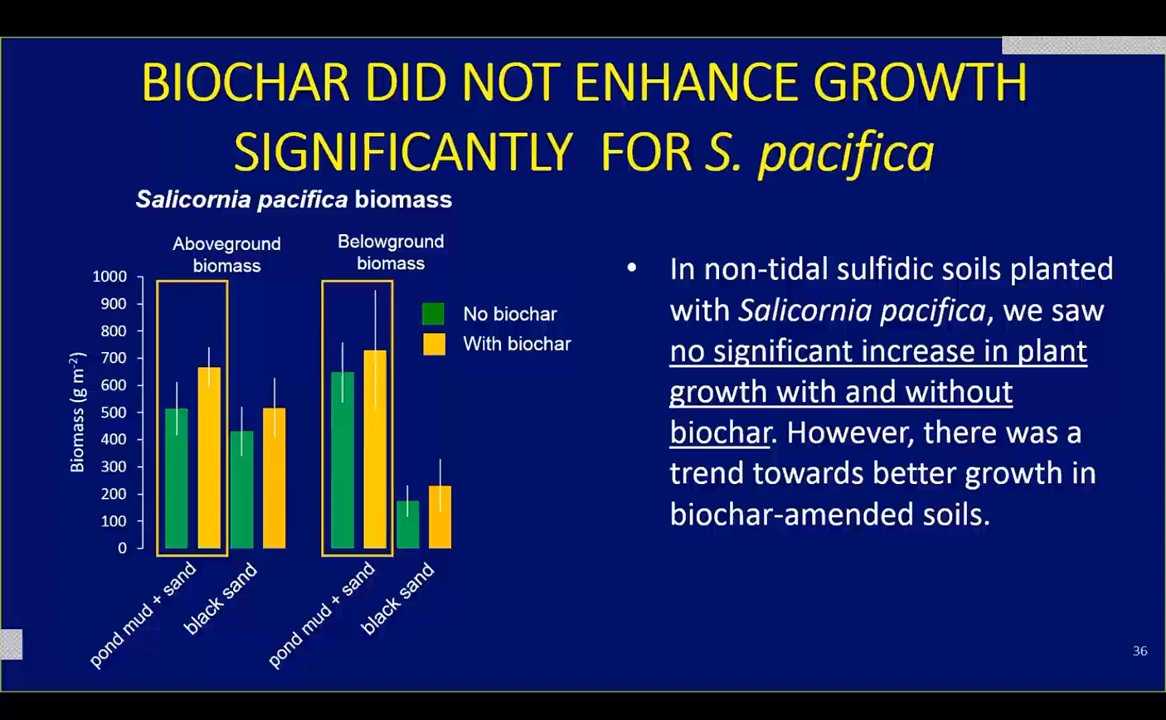 BIOCHAR DID NOT ENHANCE GROWTH
SIGNIFICANTLY FOR S. pacifica
Salicornia pacifica biomass
Aboveground
biomass
Belowground
biomass
1000
900
800
700
600
500
400
300
200
100
0
Biomass (g m⁻²)
No biochar
With biochar
pond mud + sand
black sand
pond mud + sand
black sand
• In non-tidal sulfidic soils planted
with Salicornia pacifica, we saw
no significant increase in plant
growth with and without
biochar. However, there was a
trend towards better growth in
biochar-amended soils.
36